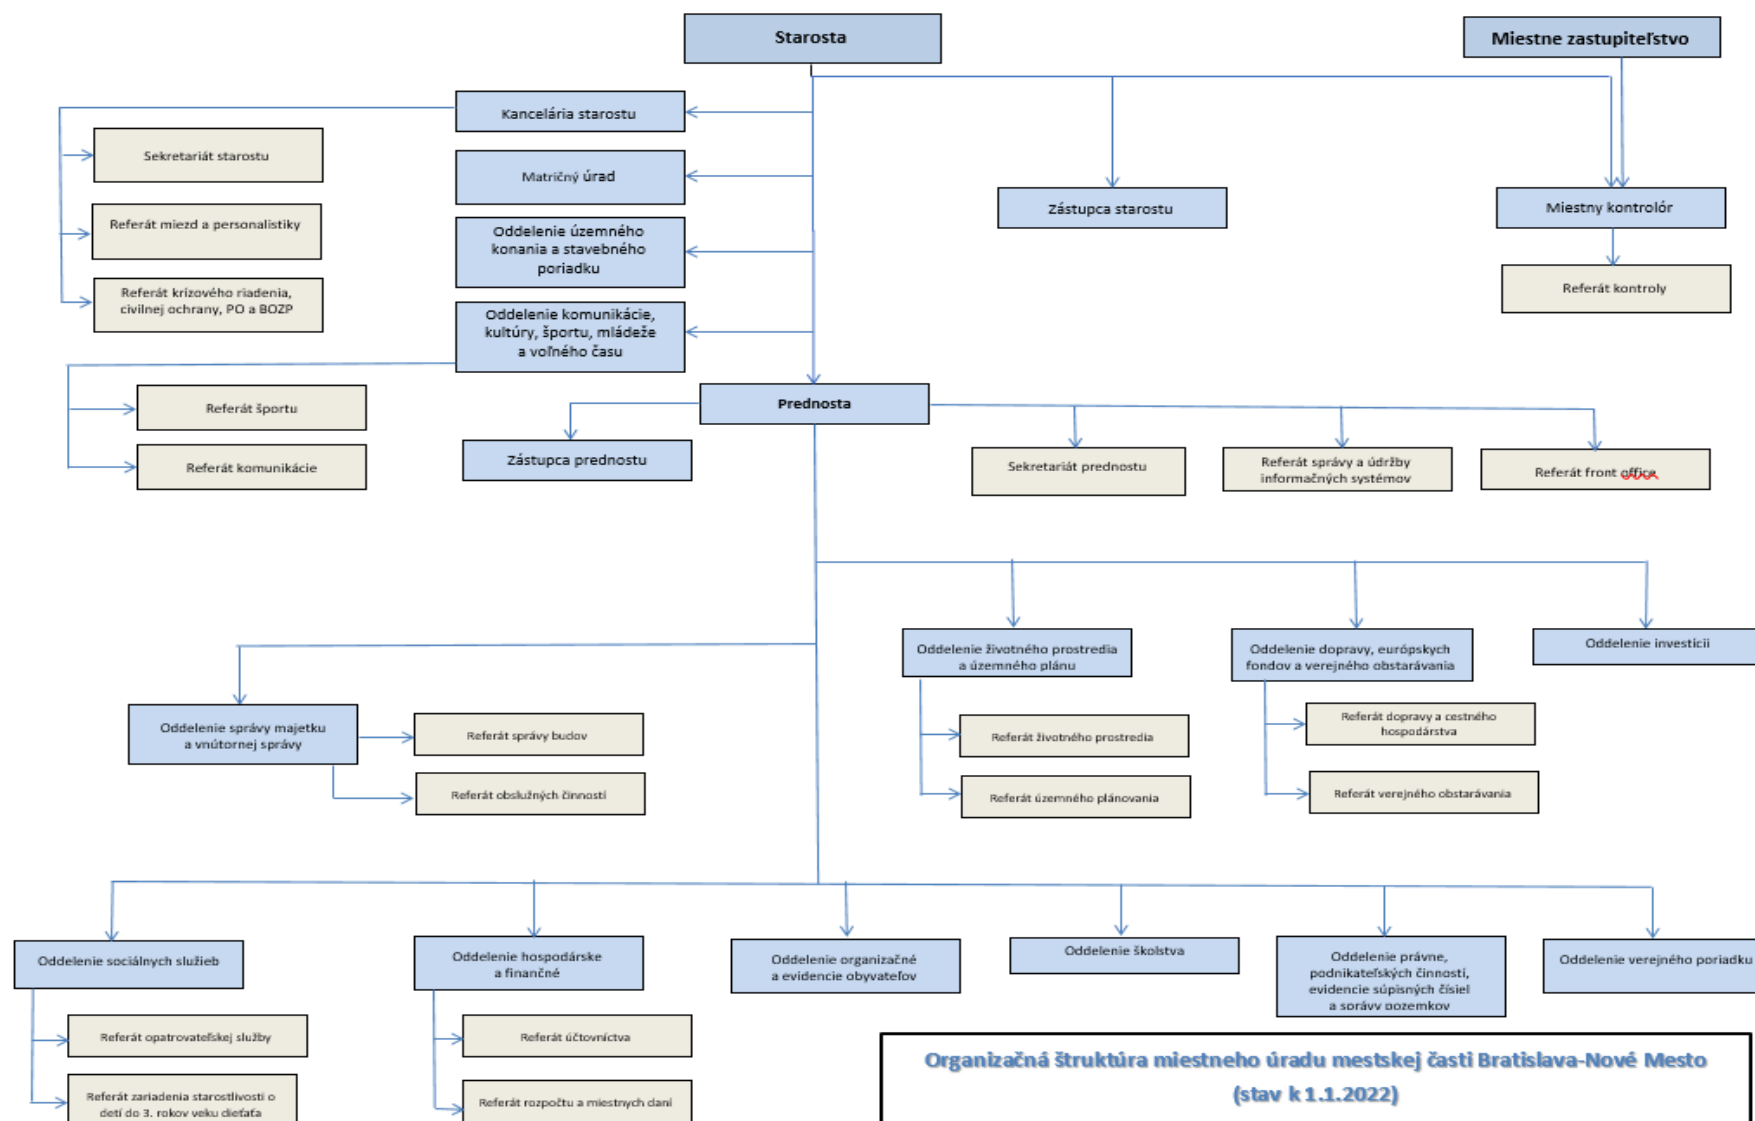 Starosta
Miestne zastupiteľstvo
Kancelária starostu
Sekretariát starostu
Matričný úrad
Zástupca starostu
Miestny kontrolór
Referát miezd a personalistiky
Oddelenie územného
konania a stavebného
poriadku
Referát kontroly
Referát krízového riadenia,
civilnej ochrany, PO a BOZP
Oddelenie komunikácie,
kultúry, športu, mládeže
a voľného času
Prednosta
Referát športu
Referát komunikácie
Zástupca prednostu
Sekretariát prednostu
Referát správy a údržby
informačných systémov
Referát front office
Oddelenie životného prostredia
a územného plánu
Oddelenie dopravy, európskych
fondov a verejného obstarávania
Oddelenie investícií
Oddelenie správy majetku
a vnútornej správy
Referát správy budov
Referát životného prostredia
Referát dopravy a cestného
hospodárstva
Referát obslužných činností
Referát územného plánovania
Referát verejného obstarávania
Oddelenie sociálnych služieb
Oddelenie hospodárske
a finančné
Oddelenie organizačné
a evidencie obyvateľov
Oddelenie školstva
Oddelenie právne,
podnikateľských činností,
evidencie súpisných čísiel
a správy pozemkov
Oddelenie verejného poriadku
Referát opatrovateľskej služby
Referát účtovníctva
Referát zariadenia starostlivosti o
detí do 3. rokov veku dieťaťa
Referát rozpočtu a miestnych daní
Organizačná štruktúra miestneho úradu mestskej časti Bratislava-Nové Mesto
(stav k 1.1.2022)